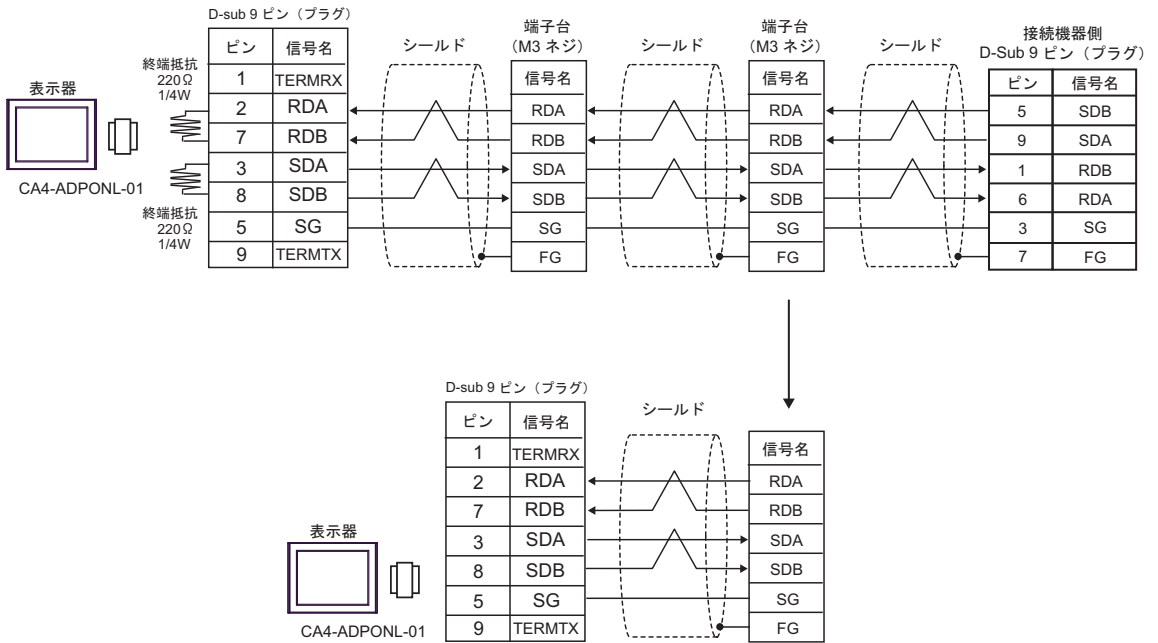 D-sub 9 ピン（プラグ）
ピン 信号名
1 TERMRX
2 RDA
7 RDB
3 SDA
8 SDB
5 SG
9 TERMTX
終端抵抗
220Ω
1/4W
終端抵抗
220Ω
1/4W
表示器
CA4-ADPONL-01
シールド
端子台
（M3 ネジ）
信号名
RDA
RDB
SDA
SDB
SG
FG
シールド
端子台
（M3 ネジ）
信号名
RDA
RDB
SDA
SDB
SG
FG
シールド
接続機器側
D-Sub 9 ピン（プラグ）
ピン 信号名
5 SDB
9 SDA
1 RDB
6 RDA
3 SG
7 FG
D-sub 9 ピン（プラグ）
ピン 信号名
1 TERMRX
2 RDA
7 RDB
3 SDA
8 SDB
5 SG
9 TERMTX
表示器
CA4-ADPONL-01
シールド
信号名
RDA
RDB
SDA
SDB
SG
FG